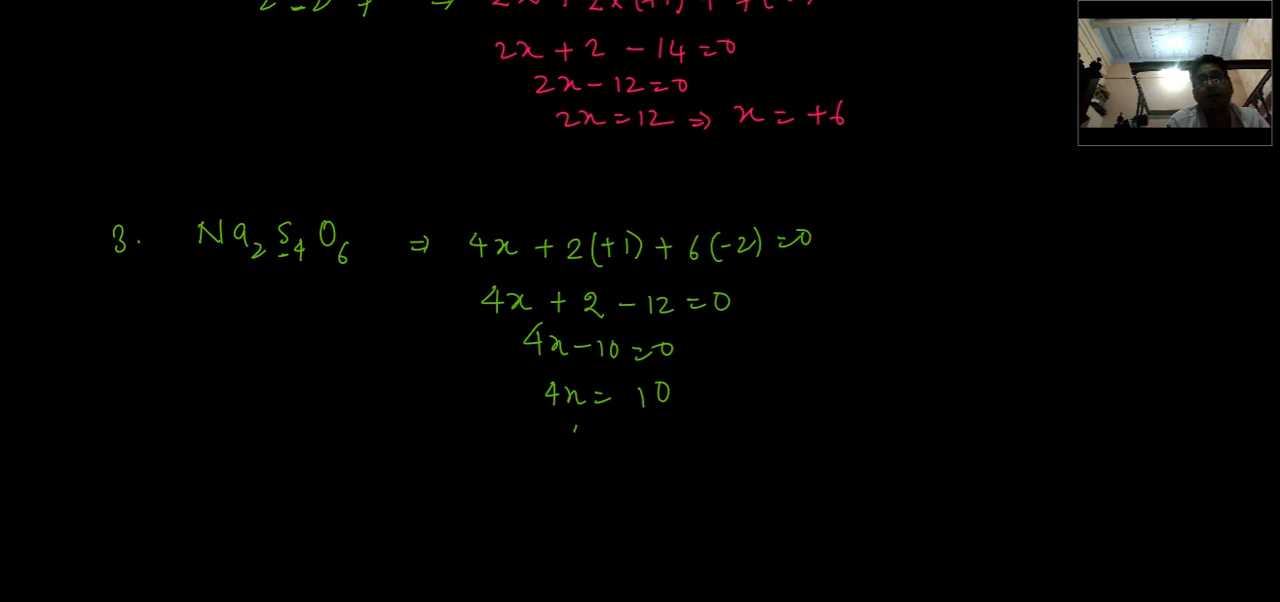 2x + 2 - 14 = 0
2x - 12 = 0
2x = 12 ⇒ x = +6
3. Na₂S₄O₆ ⇒ 4x + 2(+1) + 6(-2) = 0
4x + 2 - 12 = 0
4x - 10 = 0
4x = 10